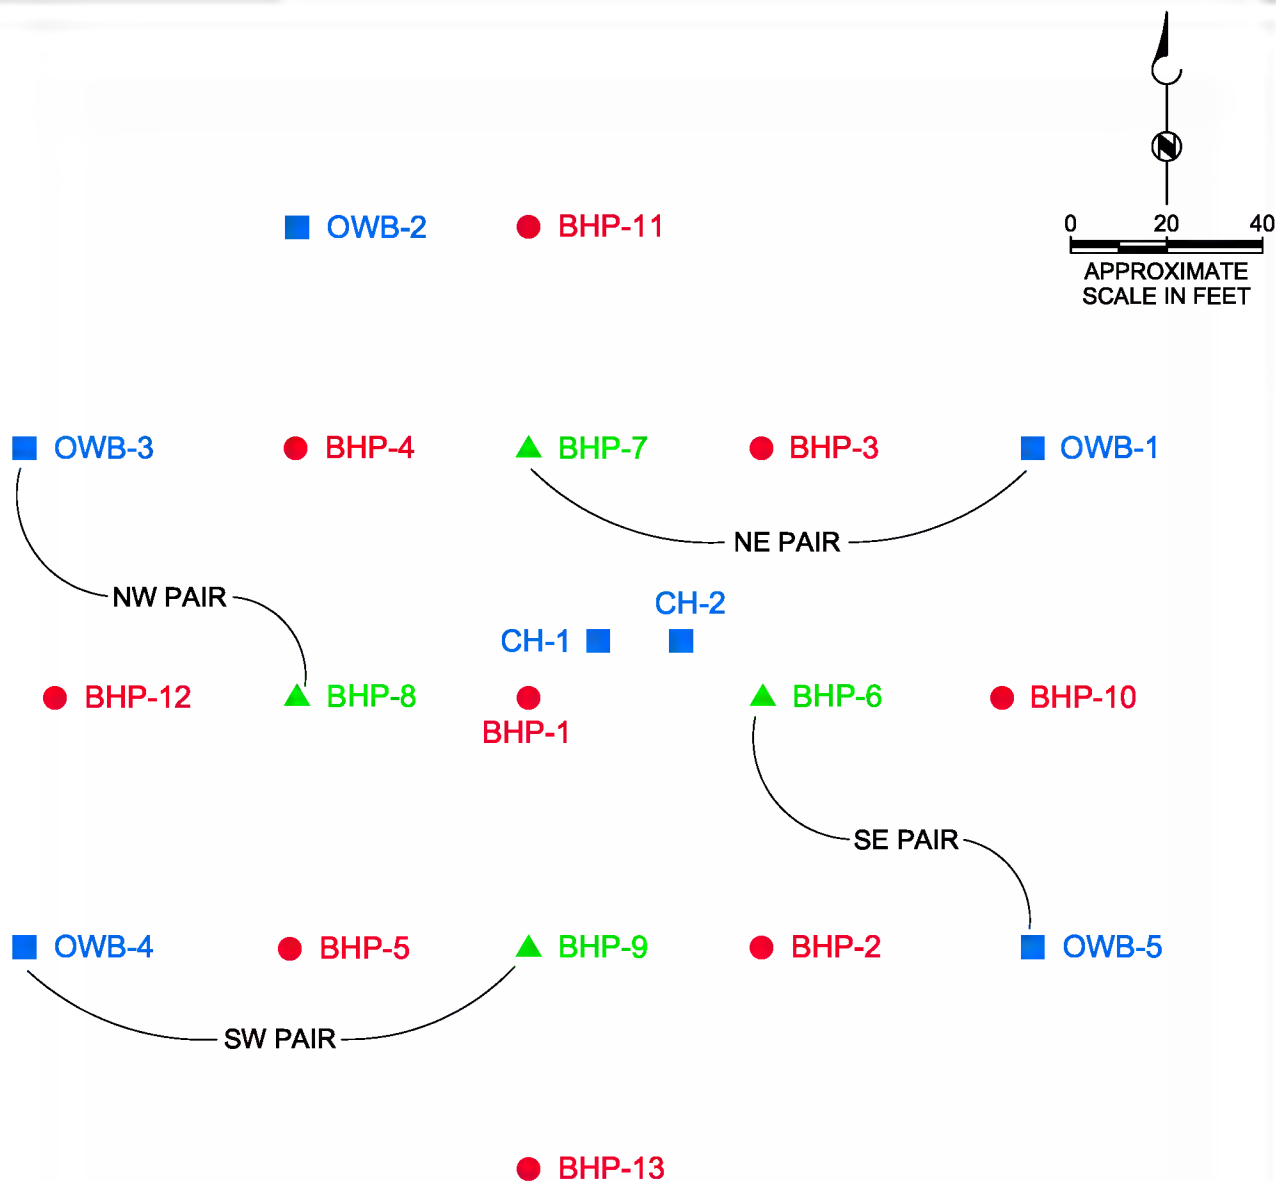 N
0 20 40
APPROXIMATE
SCALE IN FEET
OWB-2 BHP-11
OWB-3 BHP-4 BHP-7 BHP-3 OWB-1
NE PAIR
NW PAIR
CH-2
CH-1
BHP-12 BHP-8 BHP-6 BHP-10
BHP-1
SE PAIR
OWB-4 BHP-5 BHP-9 BHP-2 OWB-5
SW PAIR
BHP-13